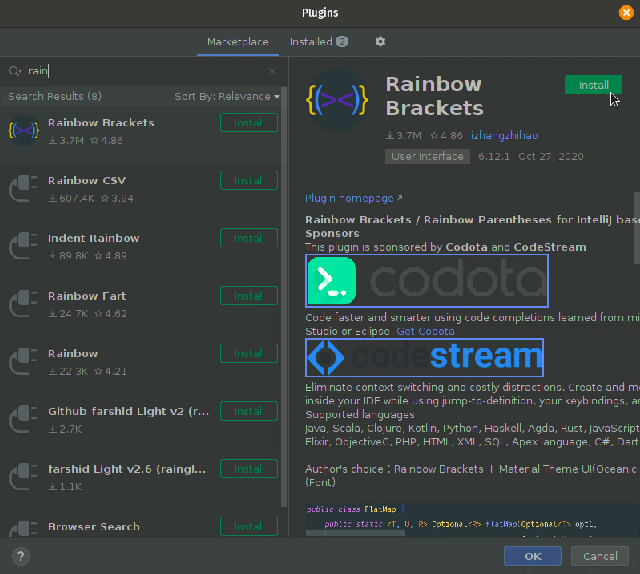 Plugins
Marketplace
Installed 2
rain
Search Results (8)
Sort By: Relevance
Rainbow Brackets
3.7M 4.86
Install
Rainbow CSV
607.4K 3.94
Install
Indent Rainbow
89.8K 4.89
Install
Rainbow Fart
24.7K 4.62
Install
Rainbow
22.3K 4.21
Install
Github farshid Light v2 (r...
2.7K
Install
farshid Light v2.6 (raingl...
1.1K
Install
Browser Search
Install
Rainbow
Brackets
Install
3.7M 4.86 izhangzhihao
User Interface 6.12.1 Oct 27, 2020
Plugin homepage
Rainbow Brackets / Rainbow Parentheses for IntelliJ bas
Sponsors
This plugin is sponsored by Codota and CodeStream
codota
Code faster and smarter using code completions learned from mi
Studio or Eclipse. Get Codota
codestream
Eliminate context switching and costly distractions. Create and m
inside your IDE while using jump-to-definition, your keybindings, a
Supported languages
Java, Scala, Clojure, Kotlin, Python, Haskell, Agda, Rust, JavaScript
Elixir, ObjectiveC, PHP, HTML, XML, SQL, Apex language, C#, Dart
Author's choice : Rainbow Brackets + Material Theme UI(Oceanic
(Font)
public class FlatMap {
public static <T, U, R> Optional<R> flatMap(Optional<T> opt1,
?
OK
Cancel